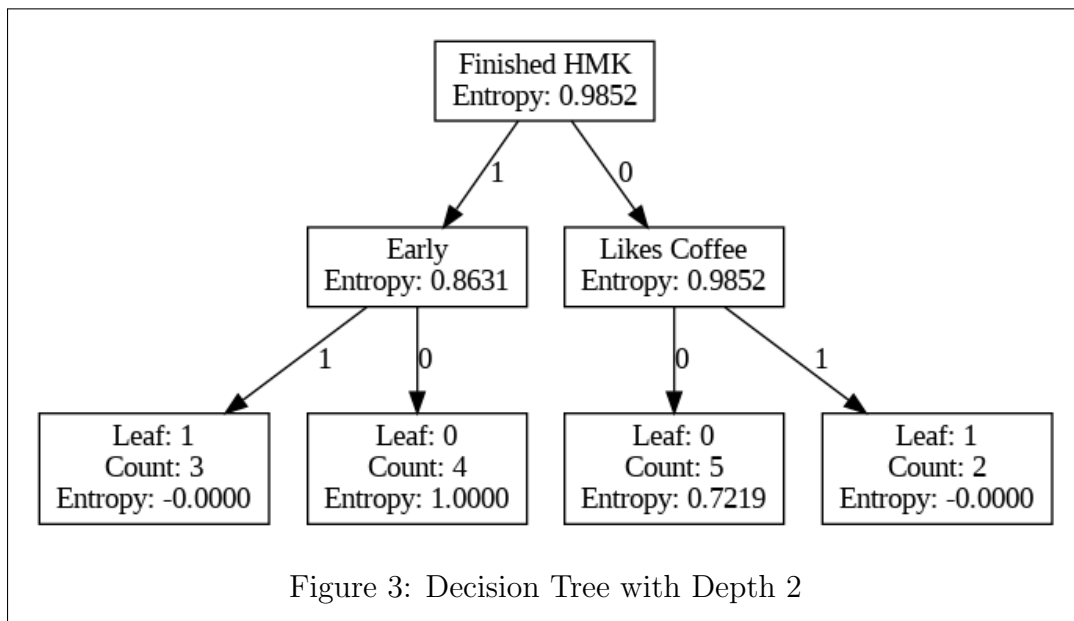 Finished HMK
Entropy: 0.9852
1
0
Early
Entropy: 0.8631
Likes Coffee
Entropy: 0.9852
1
0
0
1
Leaf: 1
Count: 3
Entropy: -0.0000
Leaf: 0
Count: 4
Entropy: 1.0000
Leaf: 0
Count: 5
Entropy: 0.7219
Leaf: 1
Count: 2
Entropy: -0.0000
Figure 3: Decision Tree with Depth 2